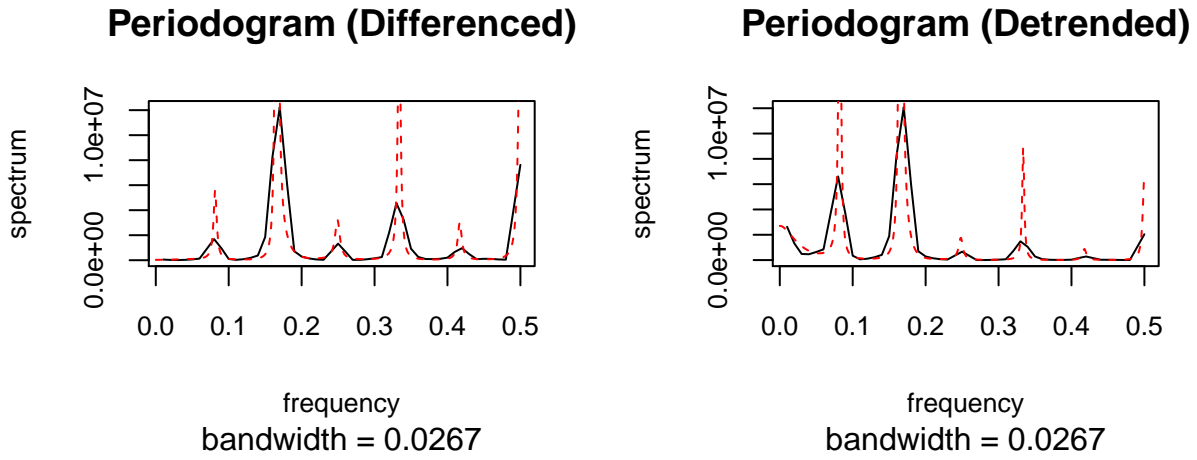 Periodogram (Differenced)
spectrum
1.0e+07
0.0e+00
0.0 0.1 0.2 0.3 0.4 0.5
frequency
bandwidth = 0.0267
Periodogram (Detrended)
spectrum
1.0e+07
0.0e+00
0.0 0.1 0.2 0.3 0.4 0.5
frequency
bandwidth = 0.0267